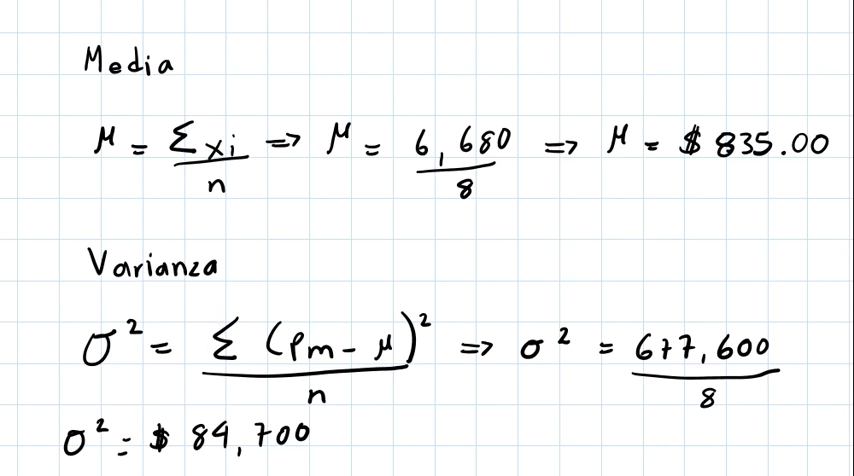 Media
μ = Σxi / n => μ = 6,680 / 8 => μ = $ 835.00
Varianza
σ² = Σ (Pm - μ)² / n => σ² = 677,600 / 8
σ² = $ 84,700